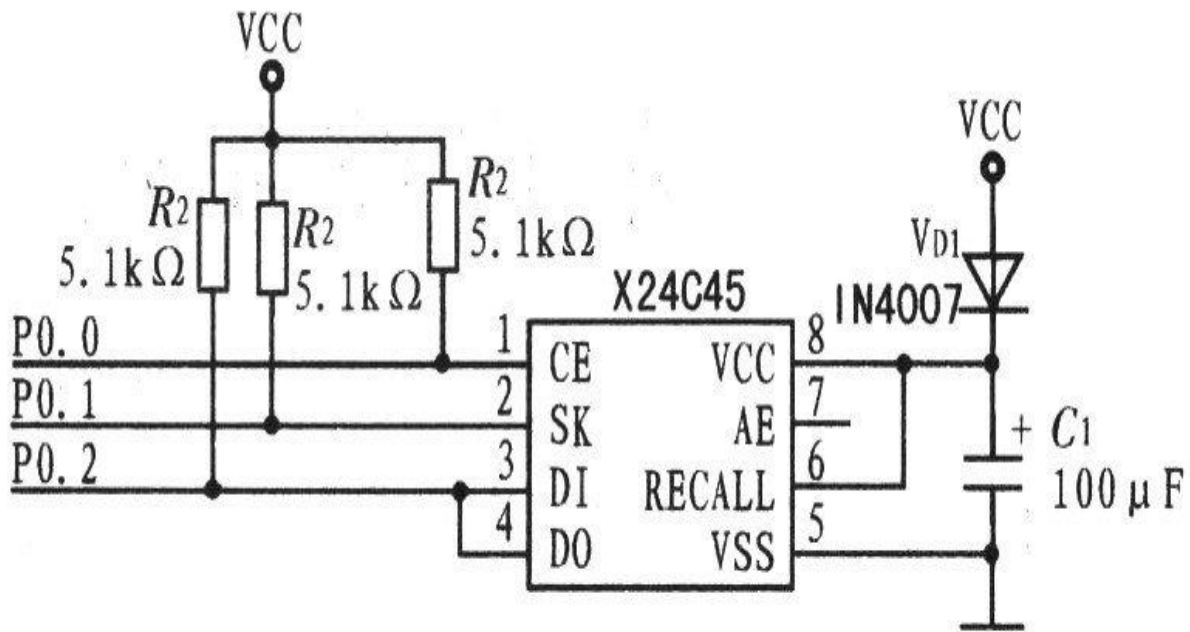 VCC
VCC
R2
5.1kΩ
R2
5.1kΩ
R2
5.1kΩ
VD1
IN4007
X24C45
P0.0
P0.1
P0.2
1
2
3
4
CE
SK
DI
DO
VCC
AE
RECALL
VSS
8
7
6
5
+ C1
100μF